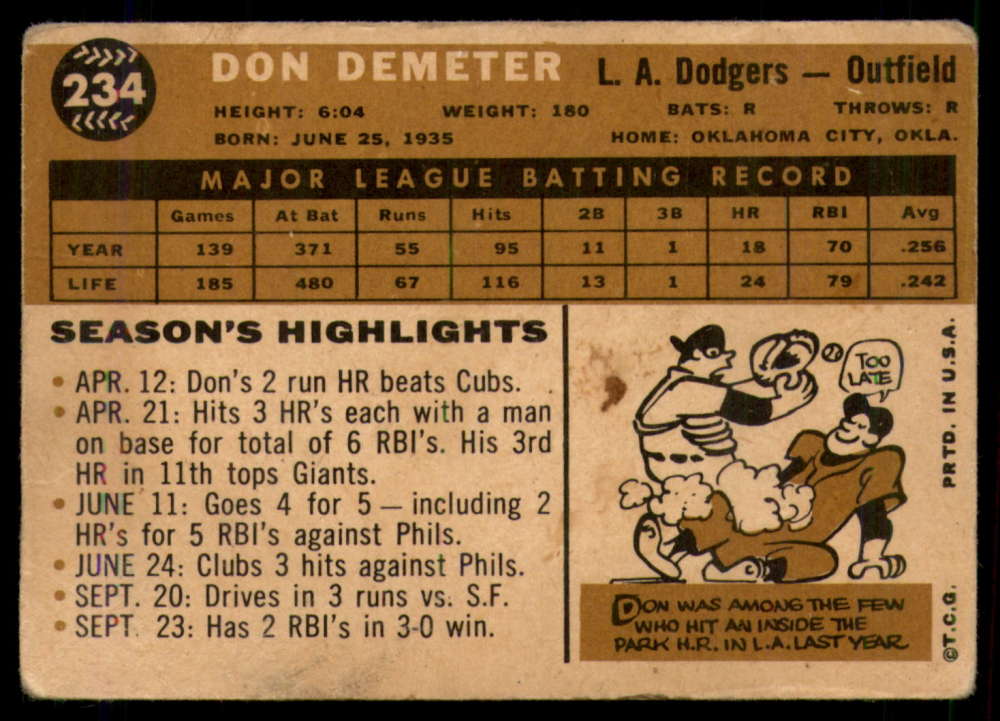 234
DON DEMETER
L. A. Dodgers — Outfield
HEIGHT: 6:04 WEIGHT: 180 BATS: R THROWS: R
BORN: JUNE 25, 1935 HOME: OKLAHOMA CITY, OKLA.
MAJOR LEAGUE BATTING RECORD
Games At Bat Runs Hits 2B 3B HR RBI Avg
YEAR 139 371 55 95 11 1 18 70 .256
LIFE 185 480 67 116 13 1 24 79 .242
SEASON'S HIGHLIGHTS
• APR. 12: Don's 2 run HR beats Cubs.
• APR. 21: Hits 3 HR's each with a man
on base for total of 6 RBI's. His 3rd
HR in 11th tops Giants.
• JUNE 11: Goes 4 for 5 — including 2
HR's for 5 RBI's against Phils.
• JUNE 24: Clubs 3 hits against Phils.
• SEPT. 20: Drives in 3 runs vs. S.F.
• SEPT. 23: Has 2 RBI's in 3-0 win.
TOO
LATE
DON WAS AMONG THE FEW
WHO HIT AN INSIDE THE
PARK H.R. IN L.A. LAST YEAR.
PRTD. IN U.S.A.
©T.C.G.